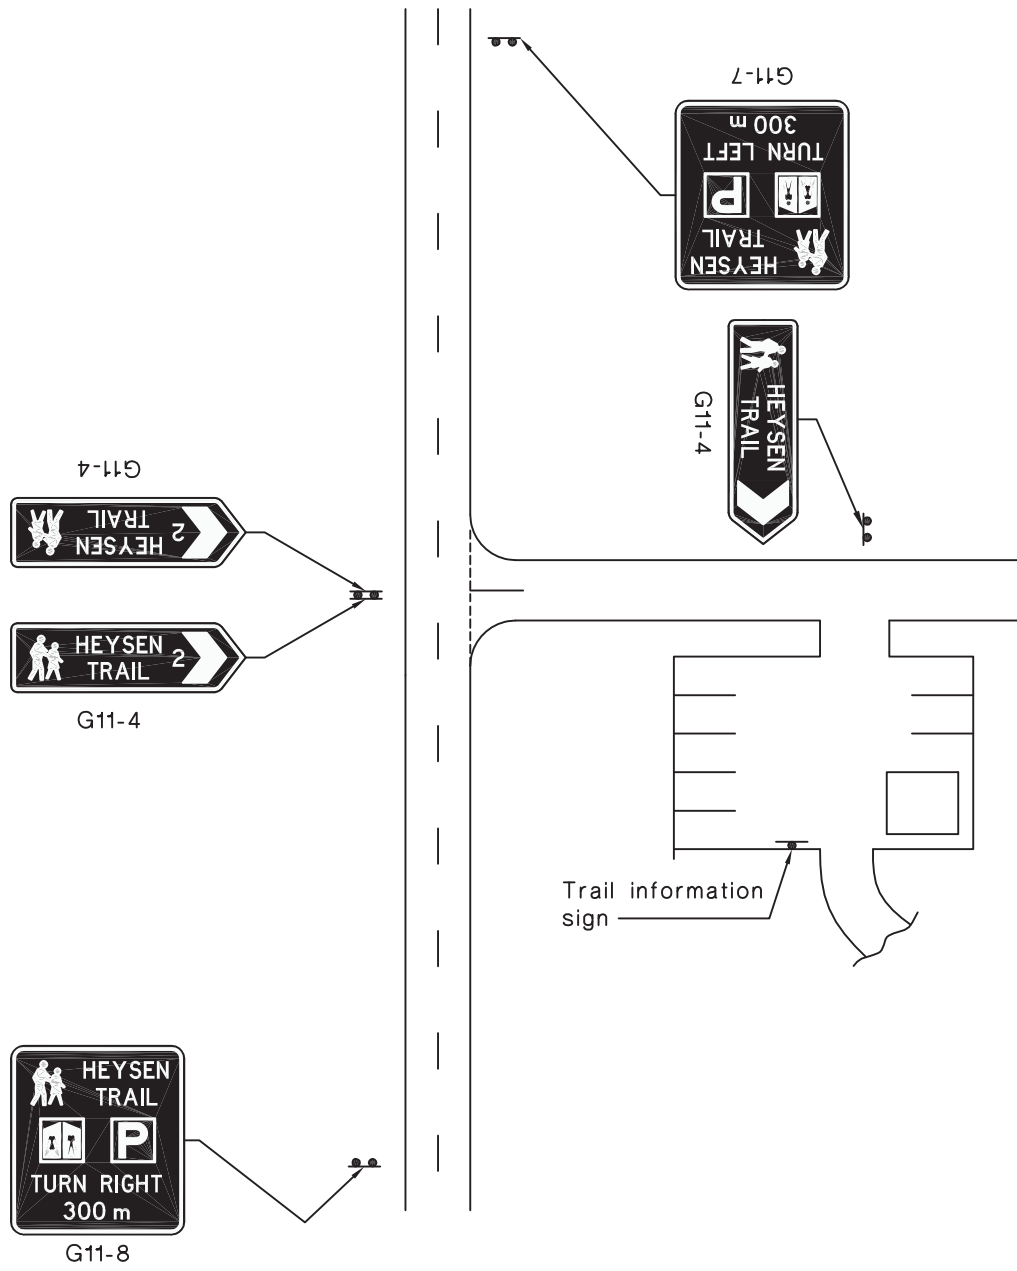 G11-7
HEYSEN
TRAIL
P
TURN LEFT
300 m
HEYSEN
TRAIL
G11-4
G11-4
HEYSEN
TRAIL
2
HEYSEN
TRAIL
2
G11-4
Trail information
sign
HEYSEN
TRAIL
P
TURN RIGHT
300 m
G11-8